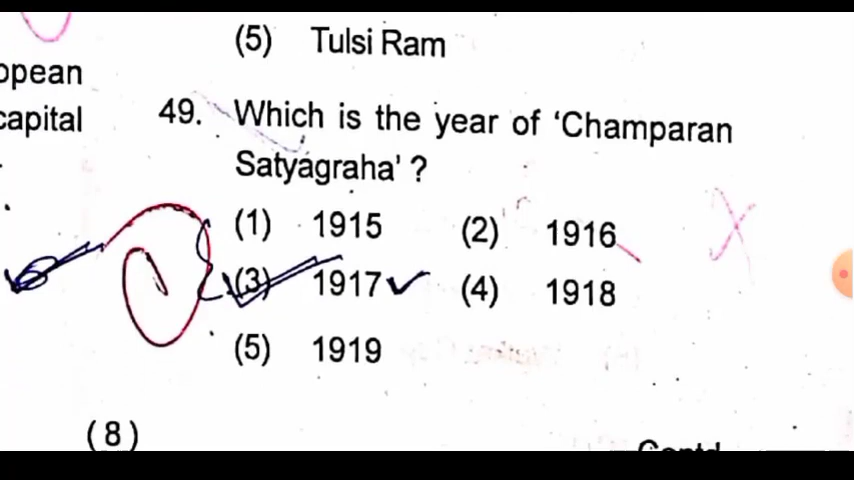 (5) Tulsi Ram
opean
capital
49. Which is the year of ‘Champaran
Satyagraha’ ?
(1) 1915 (2) 1916
(3) 1917 (4) 1918
(5) 1919
(8)
Contd